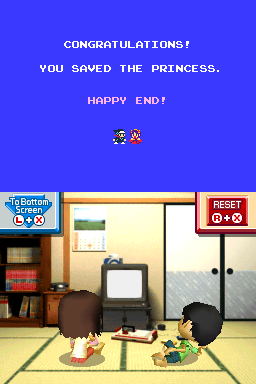 CONGRATULATIONS!
YOU SAVED THE PRINCESS.
HAPPY END!
To Bottom
Screen
L+X
RESET
R+X